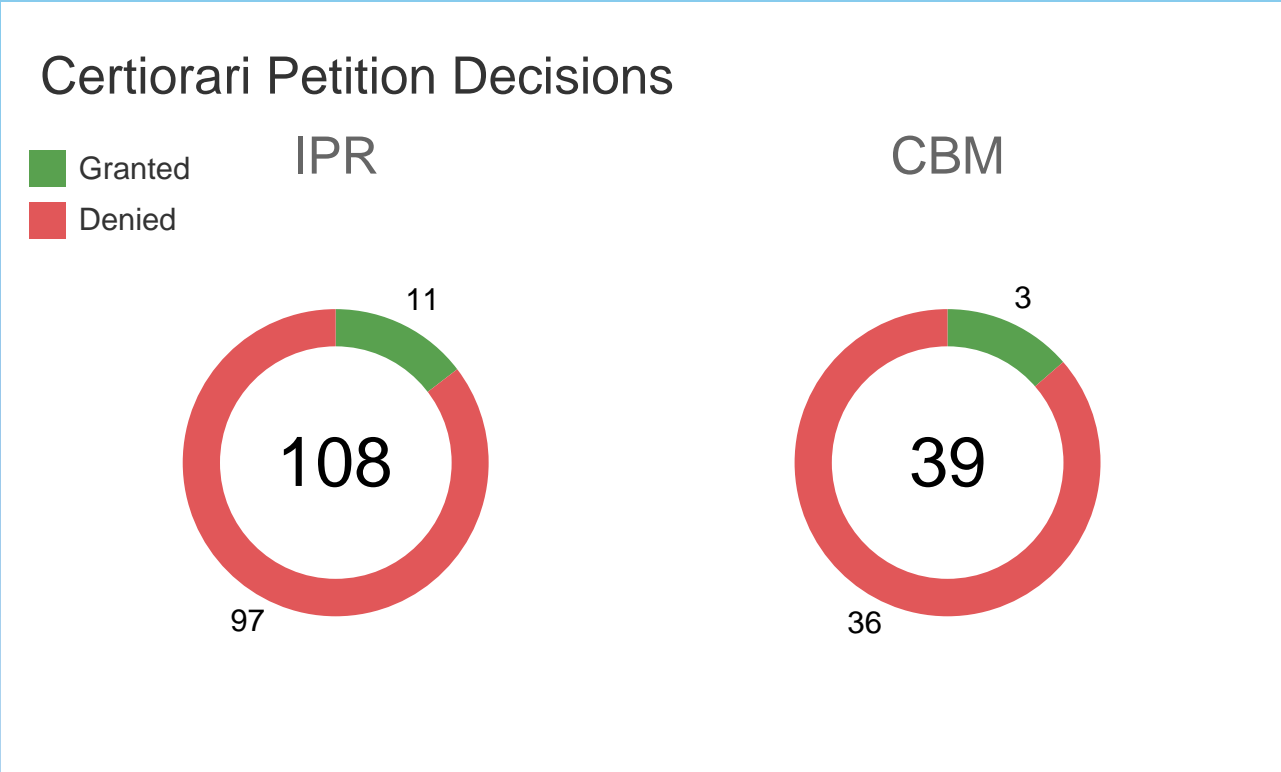 Certiorari Petition Decisions
IPR
CBM
Granted
Denied
11
3
108
39
97
36